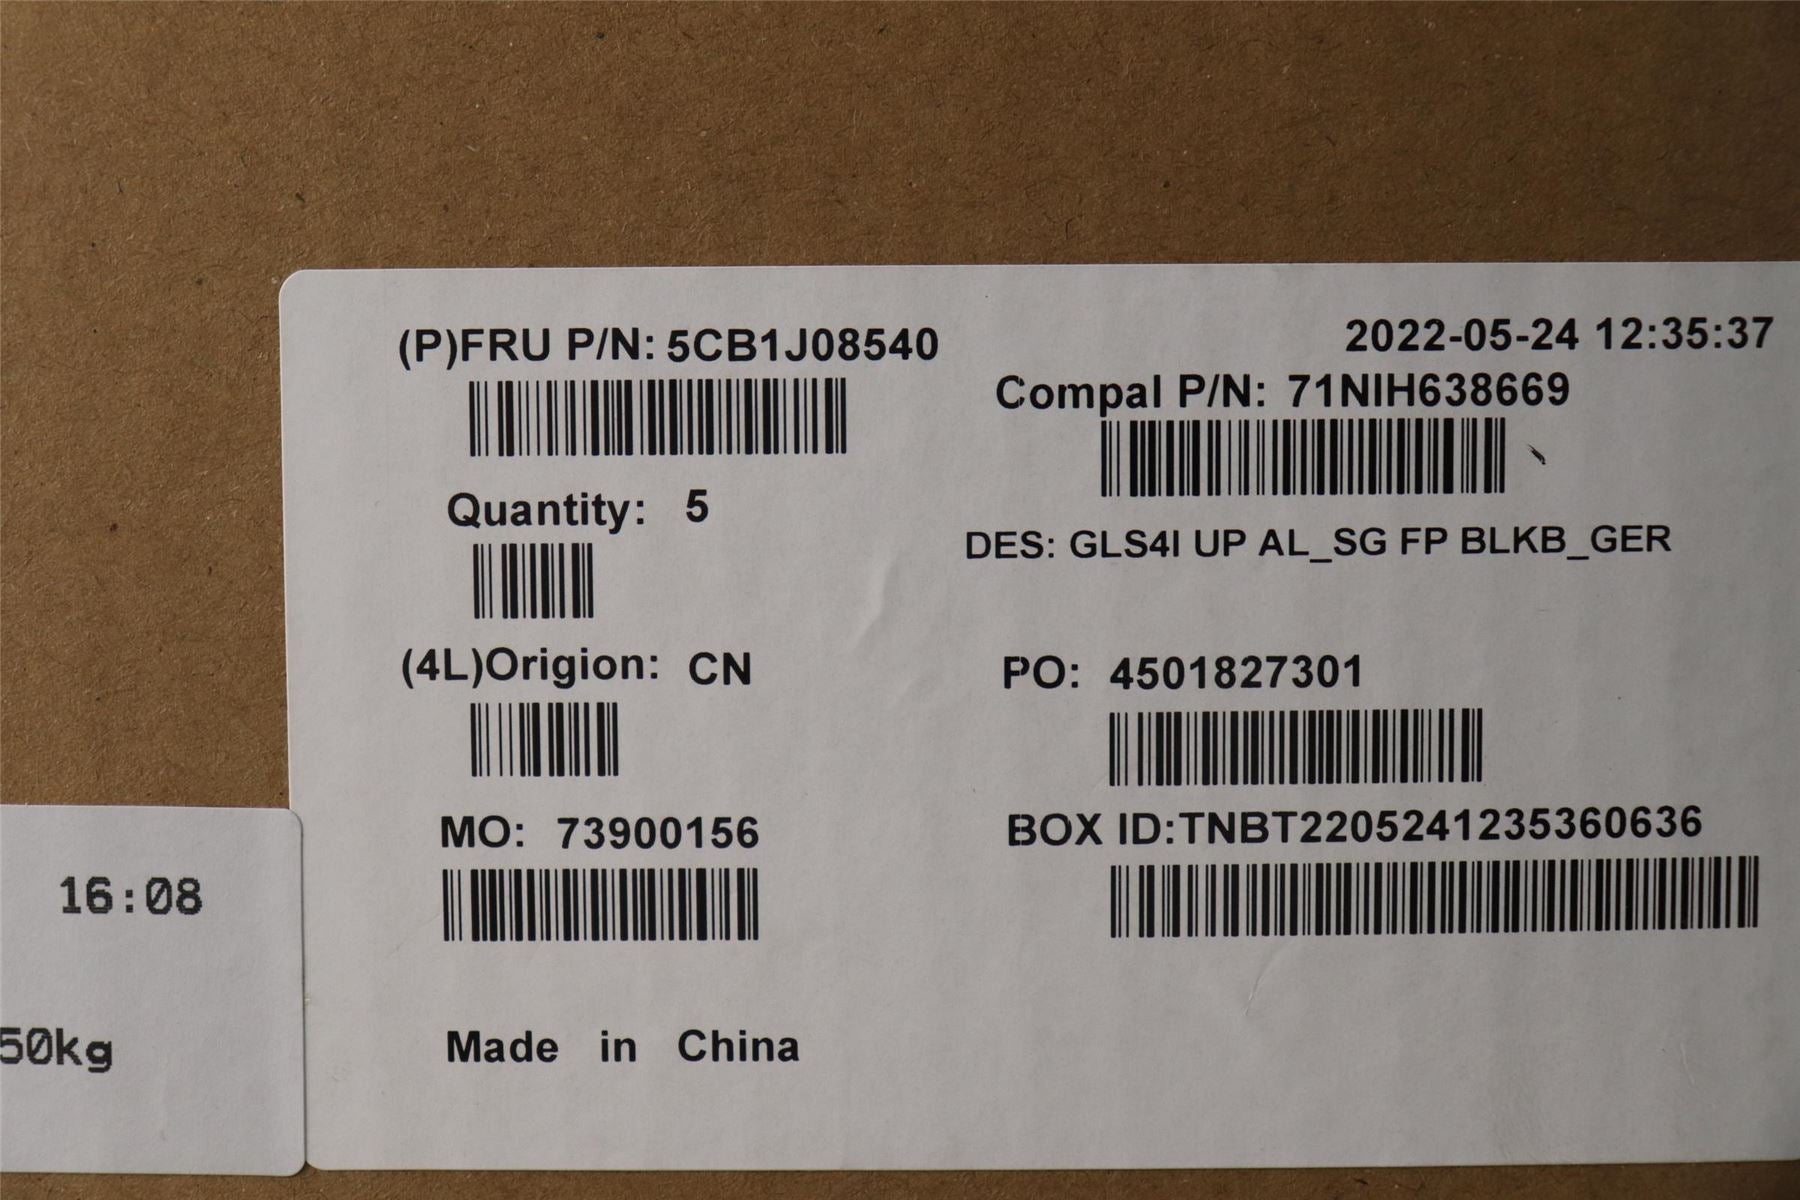 (P)FRU P/N: 5CB1J08540
2022-05-24 12:35:37
Compal P/N: 71NIH638669
Quantity: 5
DES: GLS4I UP AL_SG FP BLKB_GER
(4L)Origion: CN
PO: 4501827301
MO: 73900156
BOX ID:TNBT2205241235360636
Made in China
16:08
50kg